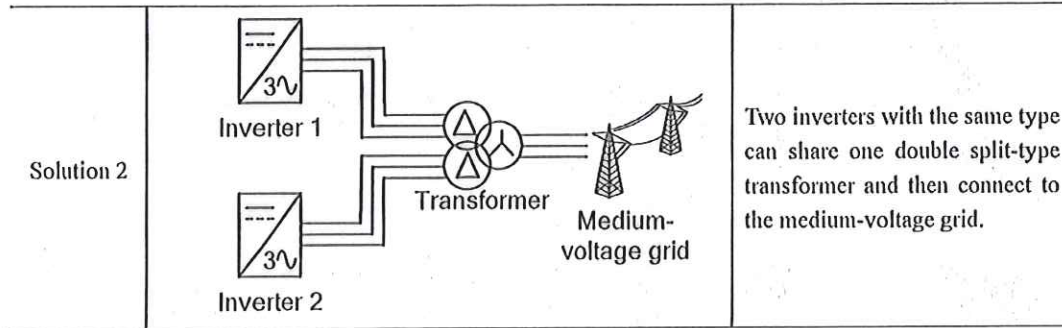 Solution 2
3
Inverter 1
Transformer
Medium-
voltage grid
3
Inverter 2
Two inverters with the same type
can share one double split-type
transformer and then connect to
the medium-voltage grid.